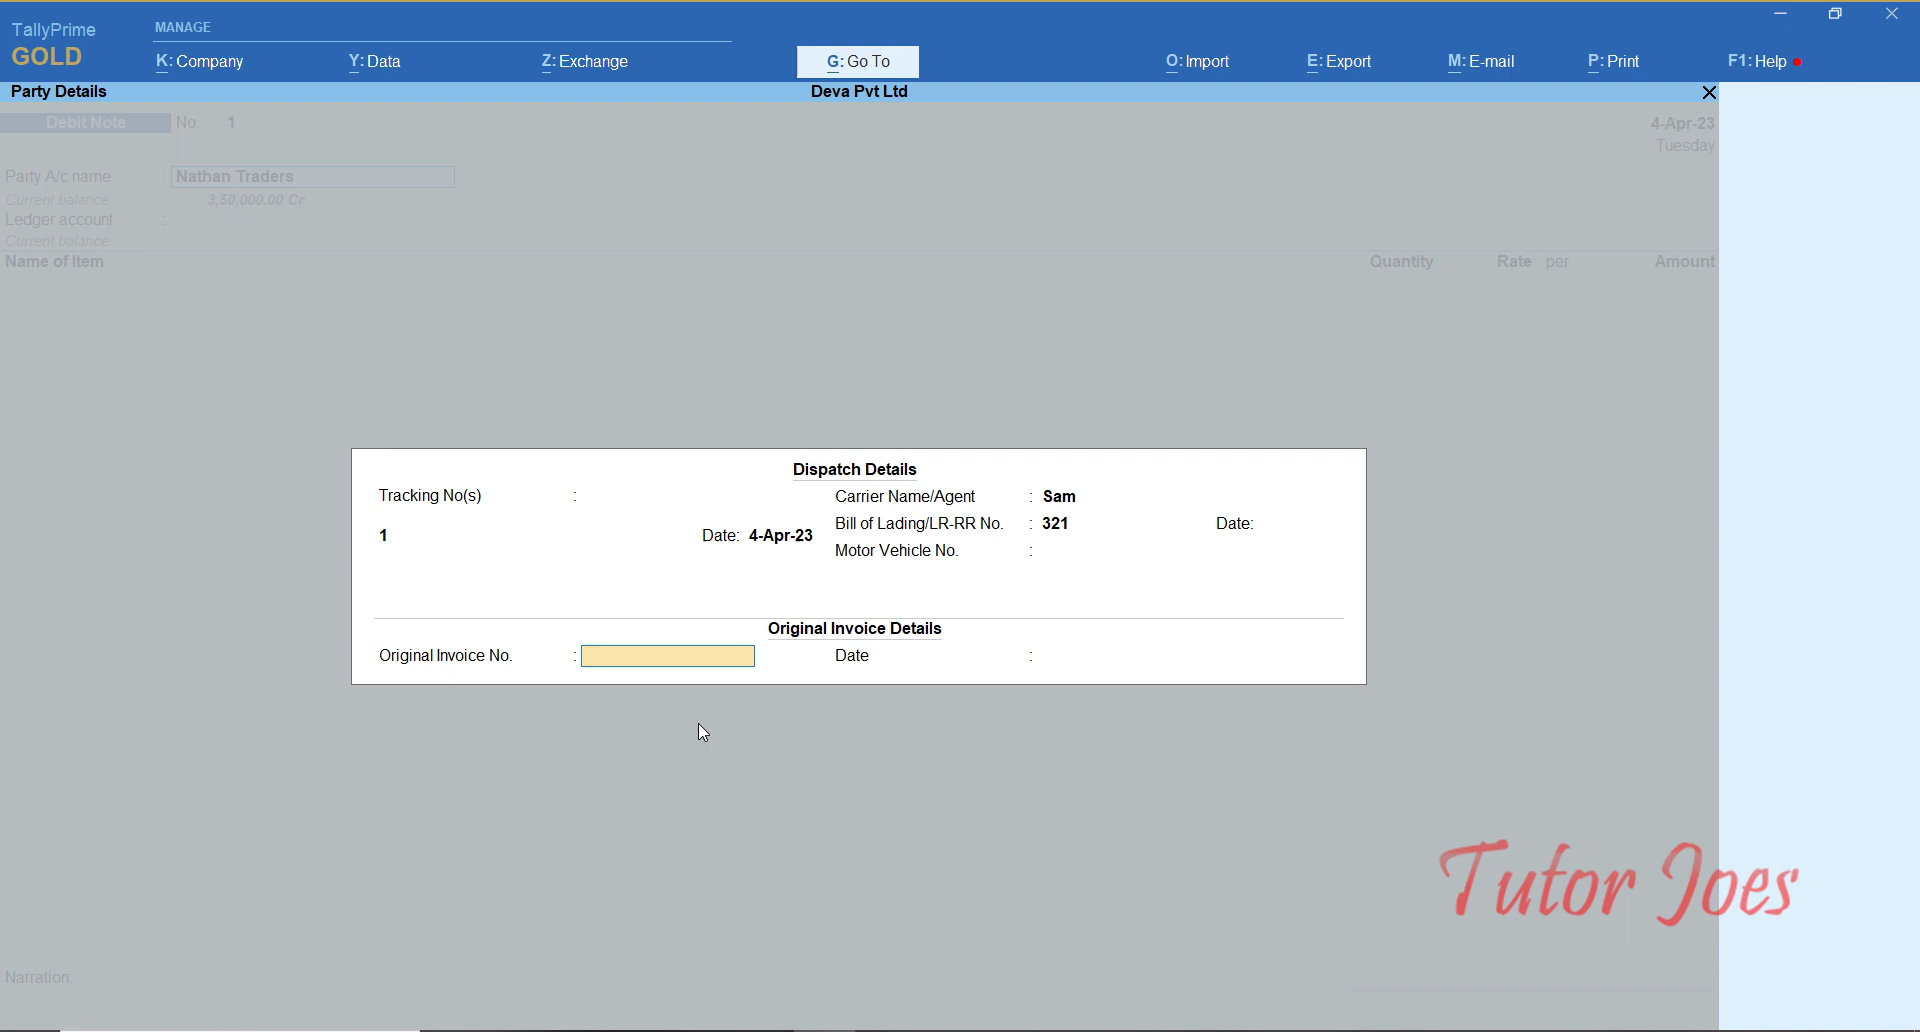 TallyPrime
GOLD
MANAGE
K: Company Y: Data Z: Exchange G: Go To O: Import E: Export M: E-mail P: Print F1: Help
Party Details Deva Pvt Ltd
Debit Note No. 1 4-Apr-23
Tuesday
Party A/c name : Nathan Traders
Current balance 3,50,000.00 Cr
Ledger account :
Current balance
Name of Item Quantity Rate per Amount
Dispatch Details
Tracking No(s) : Carrier Name/Agent : Sam
1 Date: 4-Apr-23 Bill of Lading/LR-RR No. : 321 Date:
Motor Vehicle No. :
Original Invoice Details
Original Invoice No. : Date :
Tutor Joes
Narration: